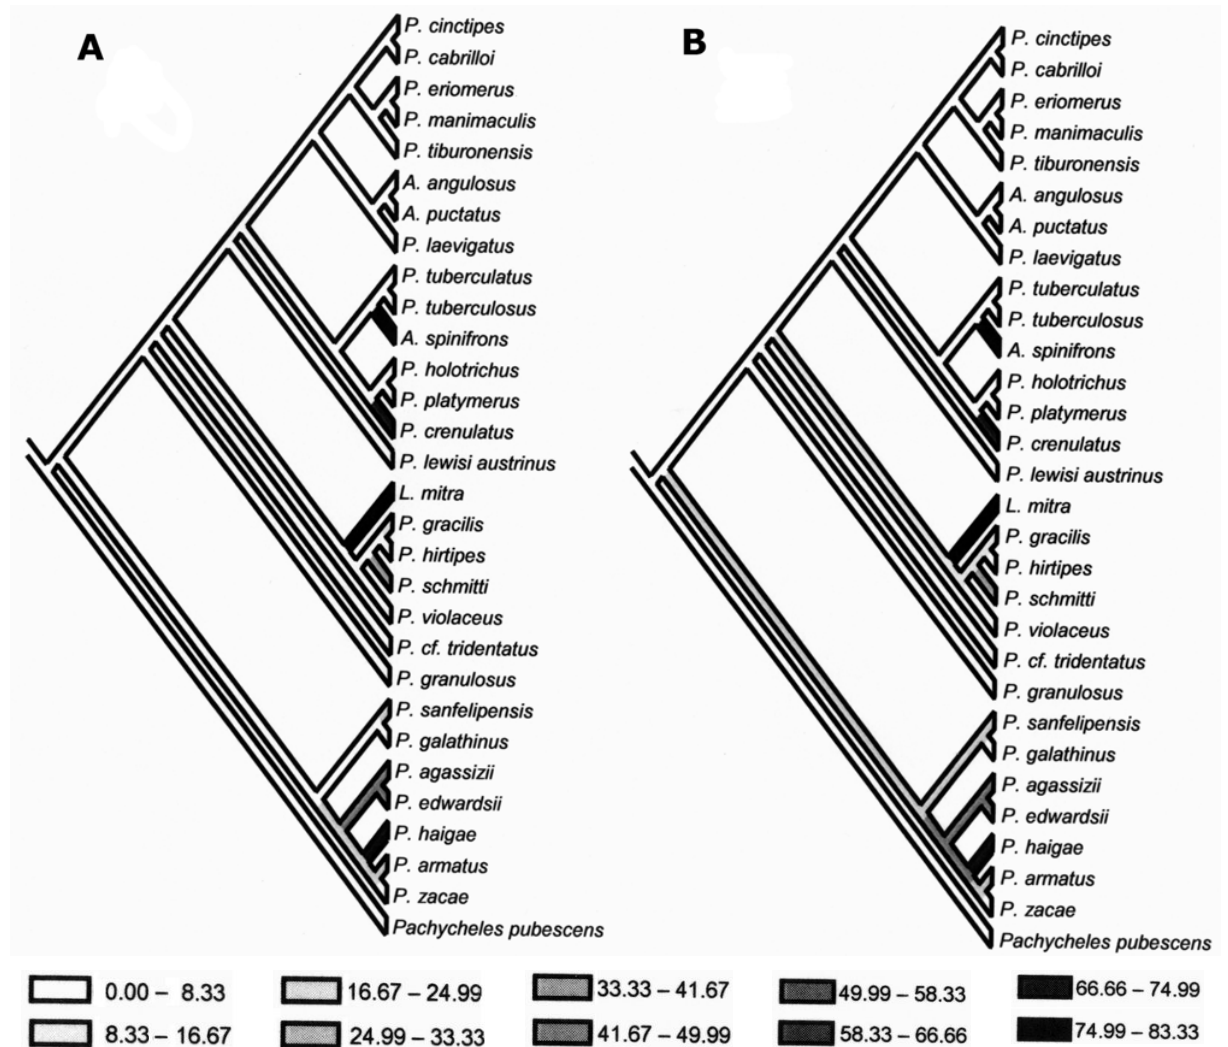 A
P. cinctipes
P. cabrilloi
P. eriomerus
P. manimaculis
P. tiburonensis
A. angulosus
A. puctatus
P. laevigatus
P. tuberculatus
P. tuberculosus
A. spinifrons
P. holotrichus
P. platymerus
P. crenulatus
P. lewisi austrinus
L. mitra
P. gracilis
P. hirtipes
P. schmitti
P. violaceus
P. cf. tridentatus
P. granulosus
P. sanfelipensis
P. galathinus
P. agassizii
P. edwardsii
P. haigae
P. armatus
P. zacae
Pachycheles pubescens
B
P. cinctipes
P. cabrilloi
P. eriomerus
P. manimaculis
P. tiburonensis
A. angulosus
A. puctatus
P. laevigatus
P. tuberculatus
P. tuberculosus
A. spinifrons
P. holotrichus
P. platymerus
P. crenulatus
P. lewisi austrinus
L. mitra
P. gracilis
P. hirtipes
P. schmitti
P. violaceus
P. cf. tridentatus
P. granulosus
P. sanfelipensis
P. galathinus
P. agassizii
P. edwardsii
P. haigae
P. armatus
P. zacae
Pachycheles pubescens
0.00 – 8.33
16.67 – 24.99
33.33 – 41.67
49.99 – 58.33
66.66 – 74.99
8.33 – 16.67
24.99 – 33.33
41.67 – 49.99
58.33 – 66.66
74.99 – 83.33